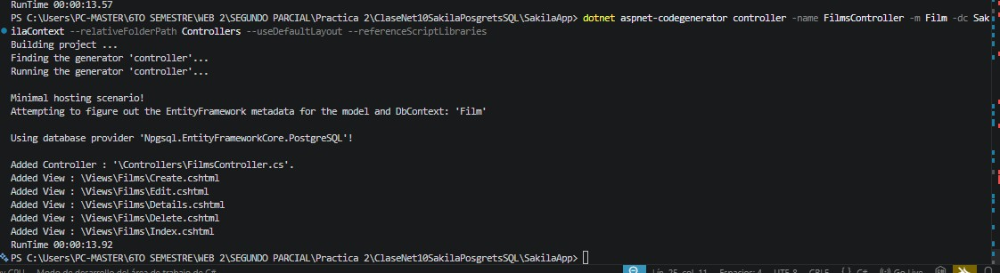 RunTime 00:00:13.57
PS C:\Users\PC-MASTER\6TO SEMESTRE\WEB 2\SEGUNDO PARCIAL\Practica 2\ClaseNet10SakilaPosgretsSQL\SakilaApp> dotnet aspnet-codegenerator controller -name FilmsController -m Film -dc Sak
ilaContext --relativeFolderPath Controllers --useDefaultLayout --referenceScriptLibraries
Building project ...
Finding the generator 'controller'...
Running the generator 'controller'...
Minimal hosting scenario!
Attempting to figure out the EntityFramework metadata for the model and DbContext: 'Film'
Using database provider 'Npgsql.EntityFrameworkCore.PostgreSQL'!
Added Controller : '\Controllers\FilmsController.cs'.
Added View : \Views\Films\Create.cshtml
Added View : \Views\Films\Edit.cshtml
Added View : \Views\Films\Details.cshtml
Added View : \Views\Films\Delete.cshtml
Added View : \Views\Films\Index.cshtml
RunTime 00:00:13.92
PS C:\Users\PC-MASTER\6TO SEMESTRE\WEB 2\SEGUNDO PARCIAL\Practica 2\ClaseNet10SakilaPosgretsSQL\SakilaApp>
CPU Modo de desarrollo del área de trabajo de C# Lín. 25, col. 11 Espacios: 4 UTF-8 CRLF { } C# Go Live